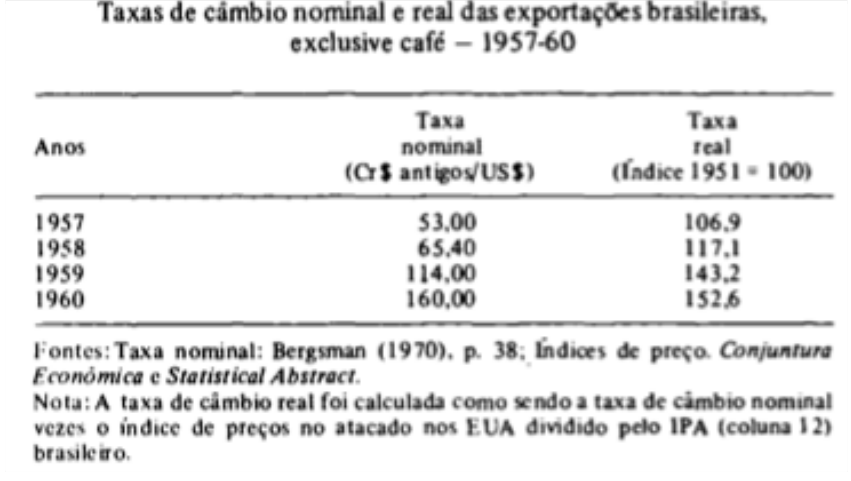 Taxas de câmbio nominal e real das exportações brasileiras,
exclusive café — 1957-60
Anos
Taxa
nominal
(Cr$ antigos/US$)
Taxa
real
(Índice 1951 = 100)
1957 53,00 106,9
1958 65,40 117,1
1959 114,00 143,2
1960 160,00 152,6
Fontes: Taxa nominal: Bergsman (1970), p. 38; Índices de preço. Conjuntura
Econômica e Statistical Abstract.
Nota: A taxa de câmbio real foi calculada como sendo a taxa de câmbio nominal
vezes o índice de preços no atacado nos EUA dividido pelo IPA (coluna 12)
brasileiro.